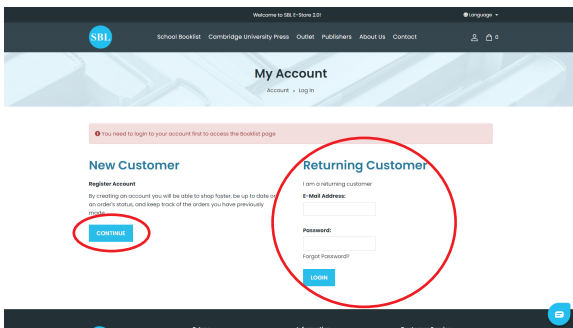 Welcome to SBL E-Store 2.0!
Language
SBL
School Booklist Cambridge University Press Outlet Publishers About Us Contact
0
My Account
Account Log In
You need to login to your account first to access the Booklist page
New Customer
Register Account
By creating an account you will be able to shop faster, be up to date on
an order's status, and keep track of the orders you have previously
made.
CONTINUE
Returning Customer
I am a returning customer
E-Mail Address:
Password:
Forgot Password?
LOGIN